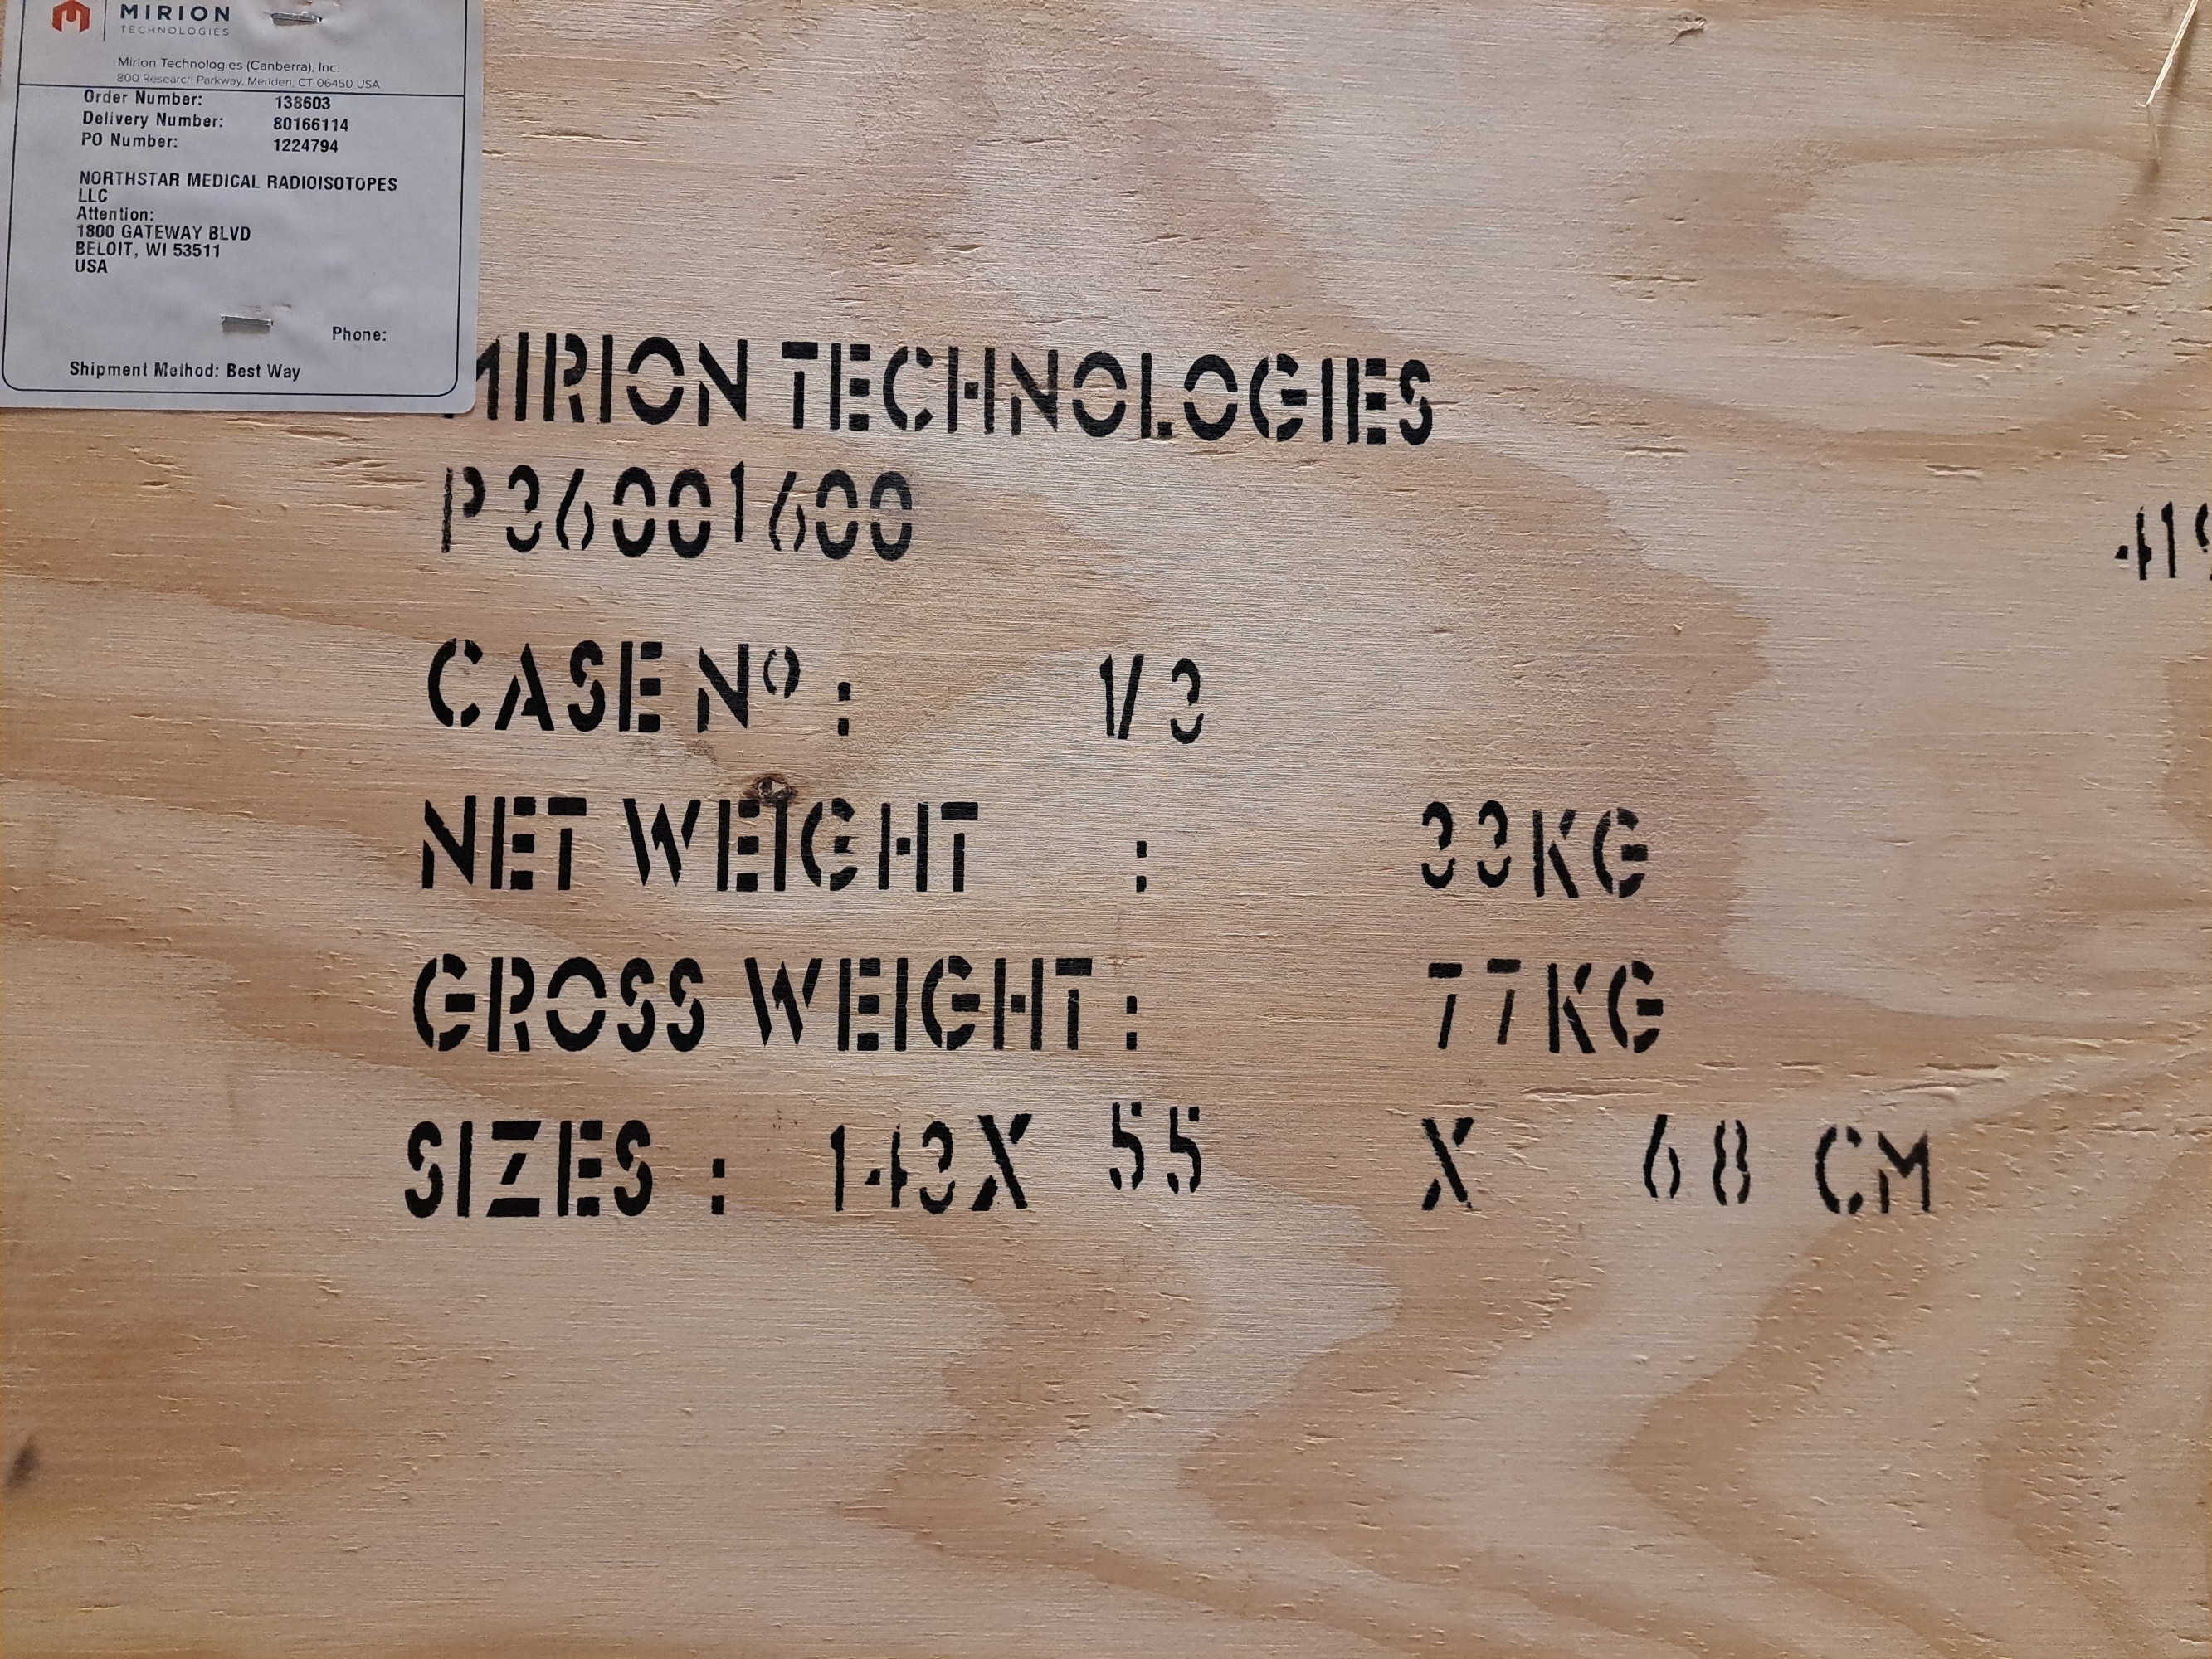 MIRION
TECHNOLOGIES
Mirion Technologies (Canberra), Inc.
800 Research Parkway, Meriden, CT 06450 USA
Order Number: 138603
Delivery Number: 80166114
PO Number: 1224794
NORTHSTAR MEDICAL RADIOISOTOPES
LLC
Attention:
1800 GATEWAY BLVD
BELOIT, WI 53511
USA
Phone:
Shipment Method: Best Way
MIRION TECHNOLOGIES
P36001600
CASE Nº : 1/3
NET WEIGHT : 33KG
GROSS WEIGHT : 77KG
SIZES : 143X 55 X 68 CM